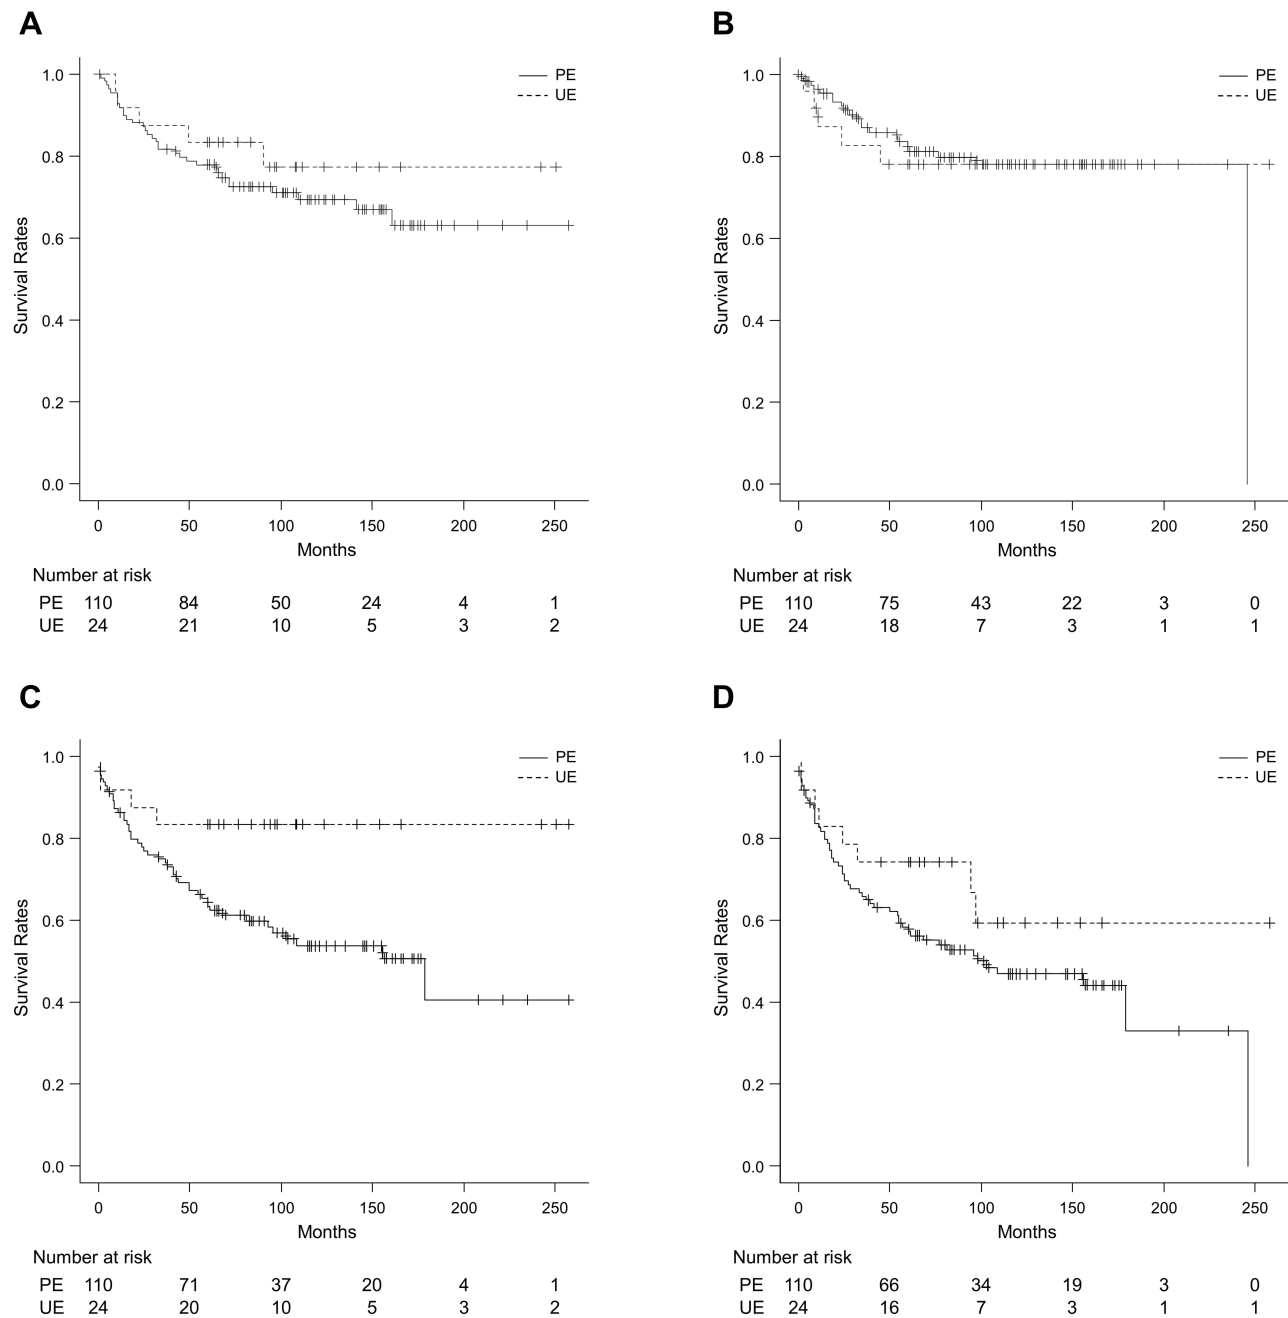 A
1.0
0.8
0.6
0.4
0.2
0.0
Survival Rates
PE
UE
0 50 100 150 200 250
Months
Number at risk
PE 110 84 50 24 4 1
UE 24 21 10 5 3 2
B
1.0
0.8
0.6
0.4
0.2
0.0
Survival Rates
PE
UE
0 50 100 150 200 250
Months
Number at risk
PE 110 75 43 22 3 0
UE 24 18 7 3 1 1
C
1.0
0.8
0.6
0.4
0.2
0.0
Survival Rates
PE
UE
0 50 100 150 200 250
Months
Number at risk
PE 110 71 37 20 4 1
UE 24 20 10 5 3 2
D
1.0
0.8
0.6
0.4
0.2
0.0
Survival Rates
PE
UE
0 50 100 150 200 250
Months
Number at risk
PE 110 66 34 19 3 0
UE 24 16 7 3 1 1